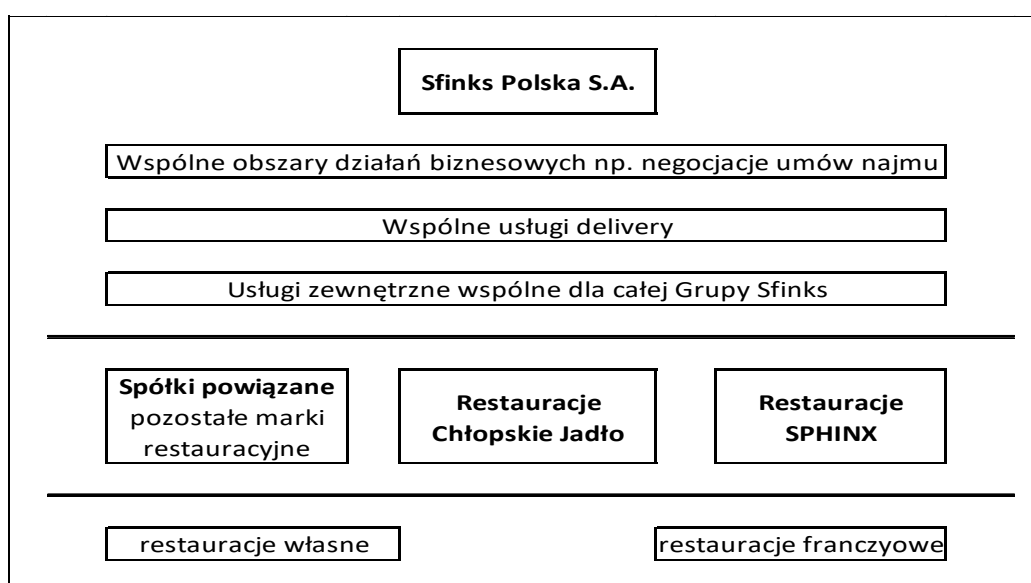 Sfinks Polska S.A.
Wspólne obszary działań biznesowych np. negocjacje umów najmu
Wspólne usługi delivery
Usługi zewnętrzne wspólne dla całej Grupy Sfinks
Spółki powiązane
pozostałe marki
restauracyjne
Restauracje
Chłopskie Jadło
Restauracje
SPHINX
restauracje własne
restauracje franczyowe